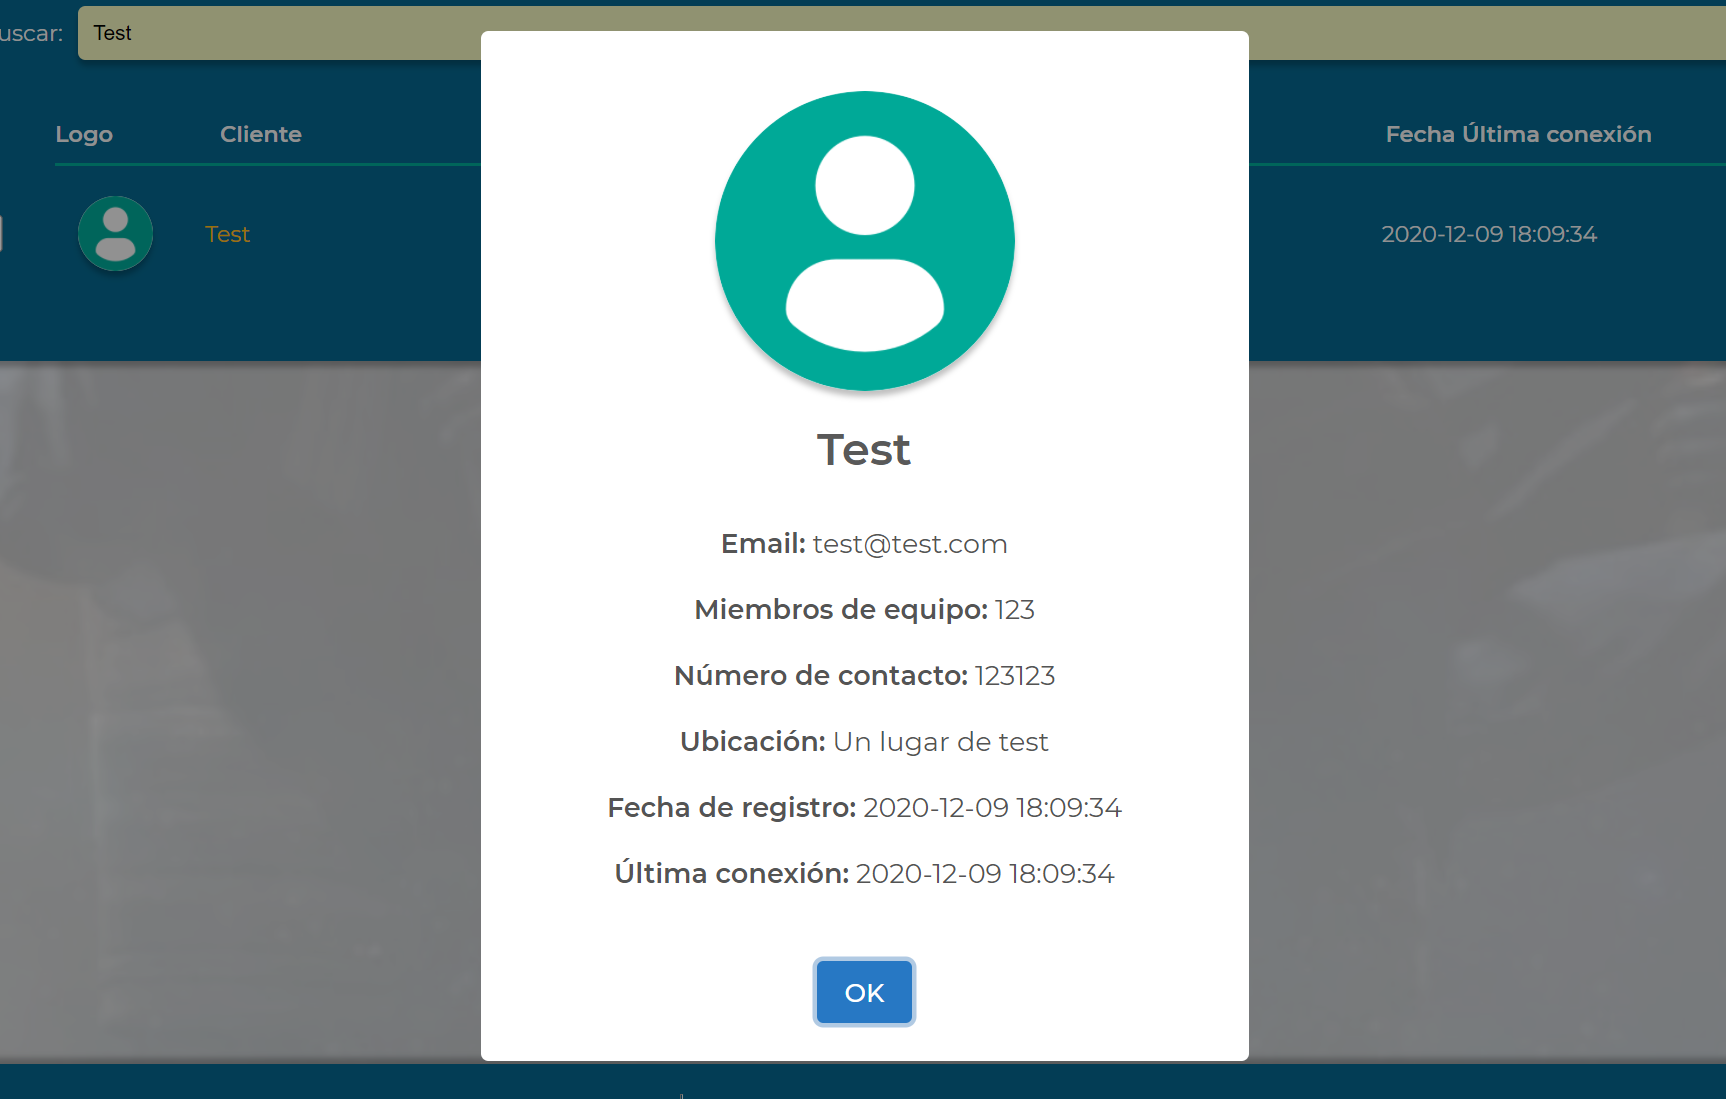 uscar: Test
Logo Cliente Fecha Última conexión
Test 2020-12-09 18:09:34
Test
Email: test@test.com
Miembros de equipo: 123
Número de contacto: 123123
Ubicación: Un lugar de test
Fecha de registro: 2020-12-09 18:09:34
Última conexión: 2020-12-09 18:09:34
OK